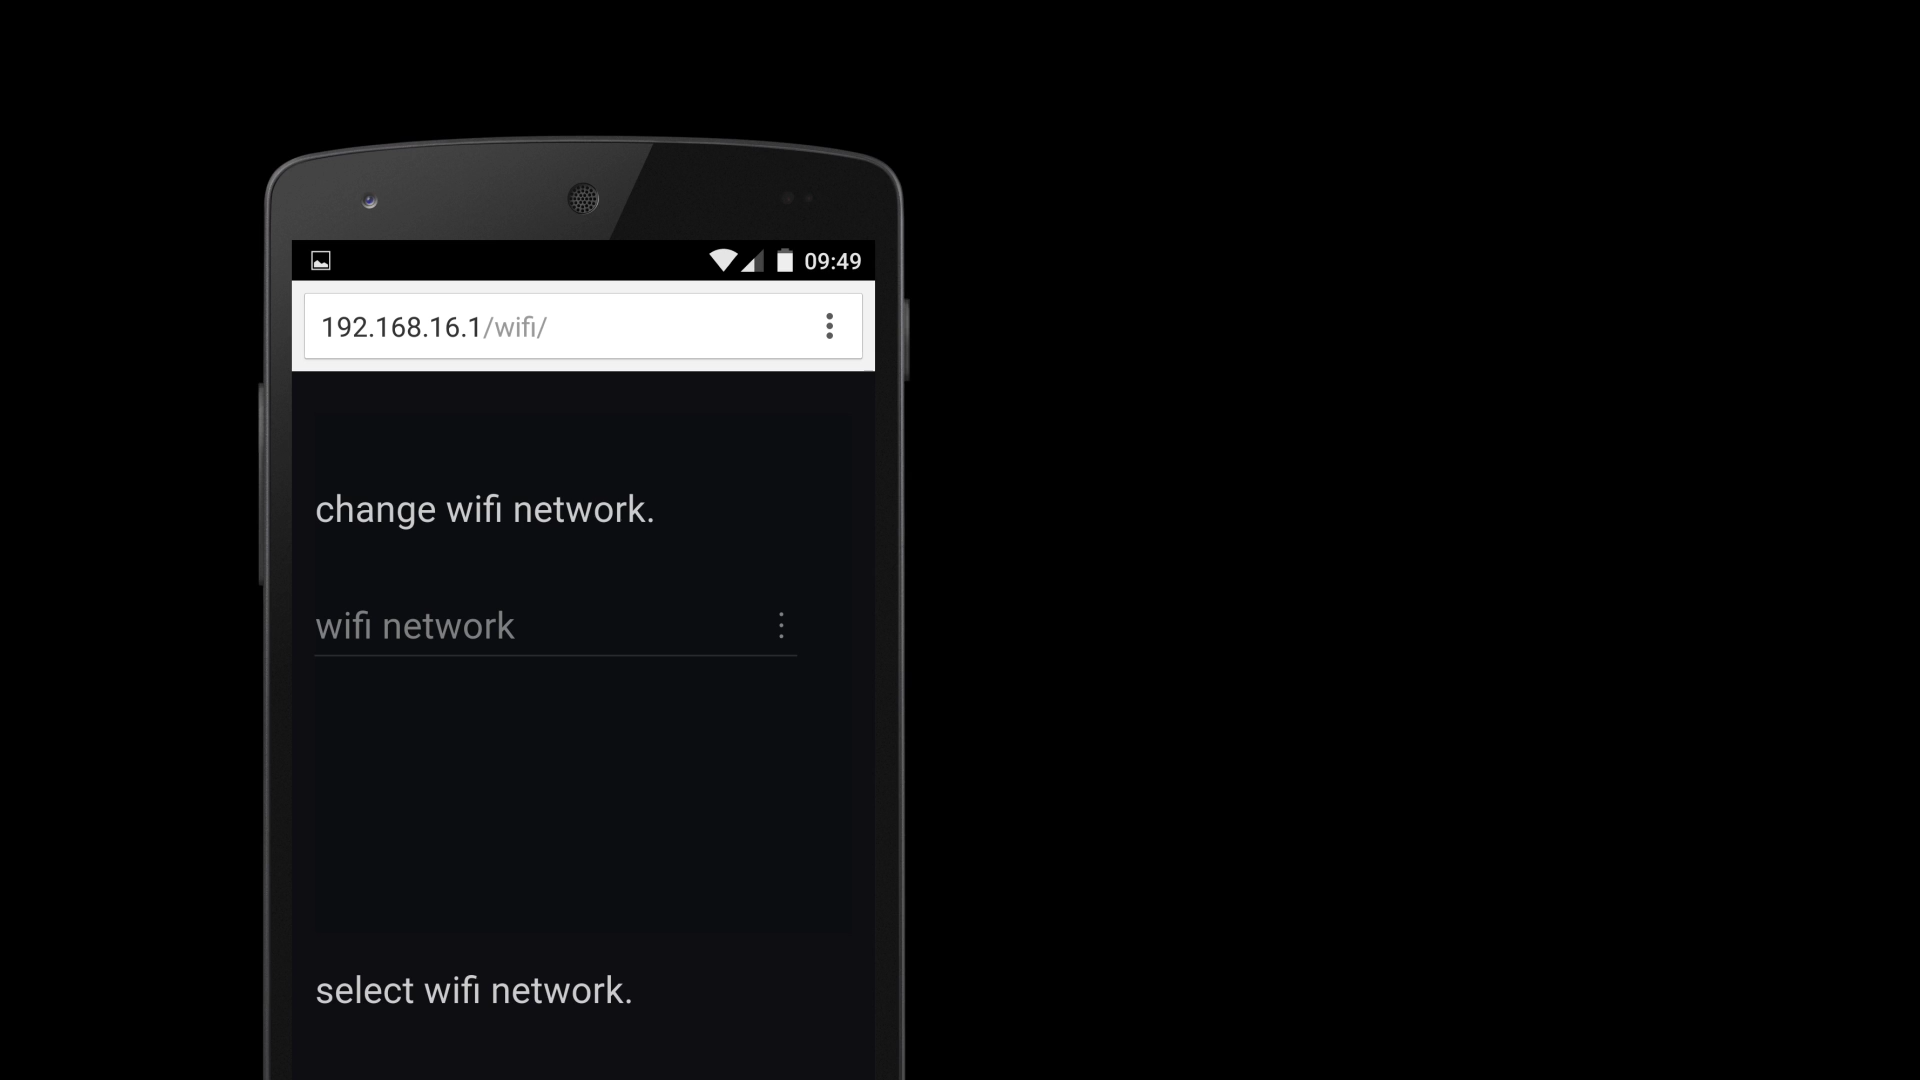 09:49
192.168.16.1/wifi/
change wifi network.
wifi network
select wifi network.